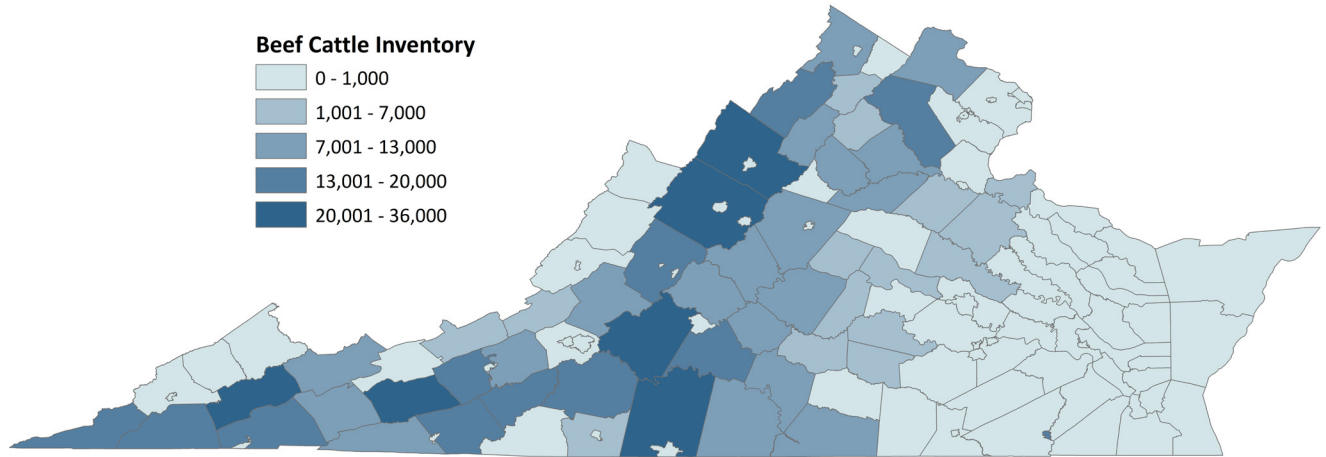 Beef Cattle Inventory
0 - 1,000
1,001 - 7,000
7,001 - 13,000
13,001 - 20,000
20,001 - 36,000